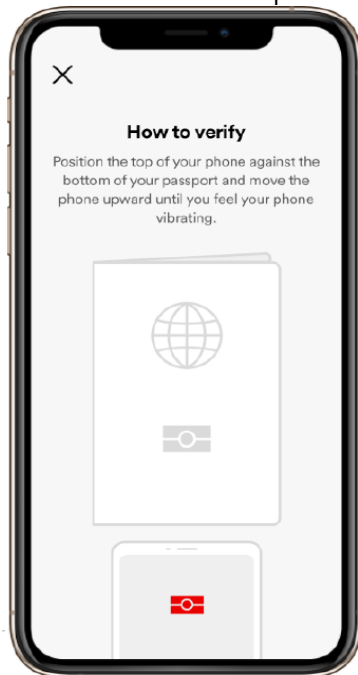 How to verify
Position the top of your phone against the
bottom of your passport and move the
phone upward until you feel your phone
vibrating.